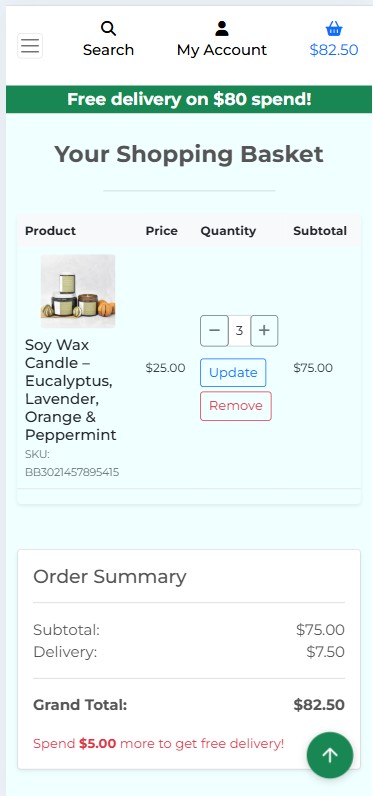 Search
My Account
$82.50
Free delivery on $80 spend!
Your Shopping Basket
Product Price Quantity Subtotal
Soy Wax
Candle –
Eucalyptus,
Lavender,
Orange &
Peppermint
SKU:
BB3021457895415
$25.00
− 3 +
Update
Remove
$75.00
Order Summary
Subtotal: $75.00
Delivery: $7.50
Grand Total: $82.50
Spend $5.00 more to get free delivery!